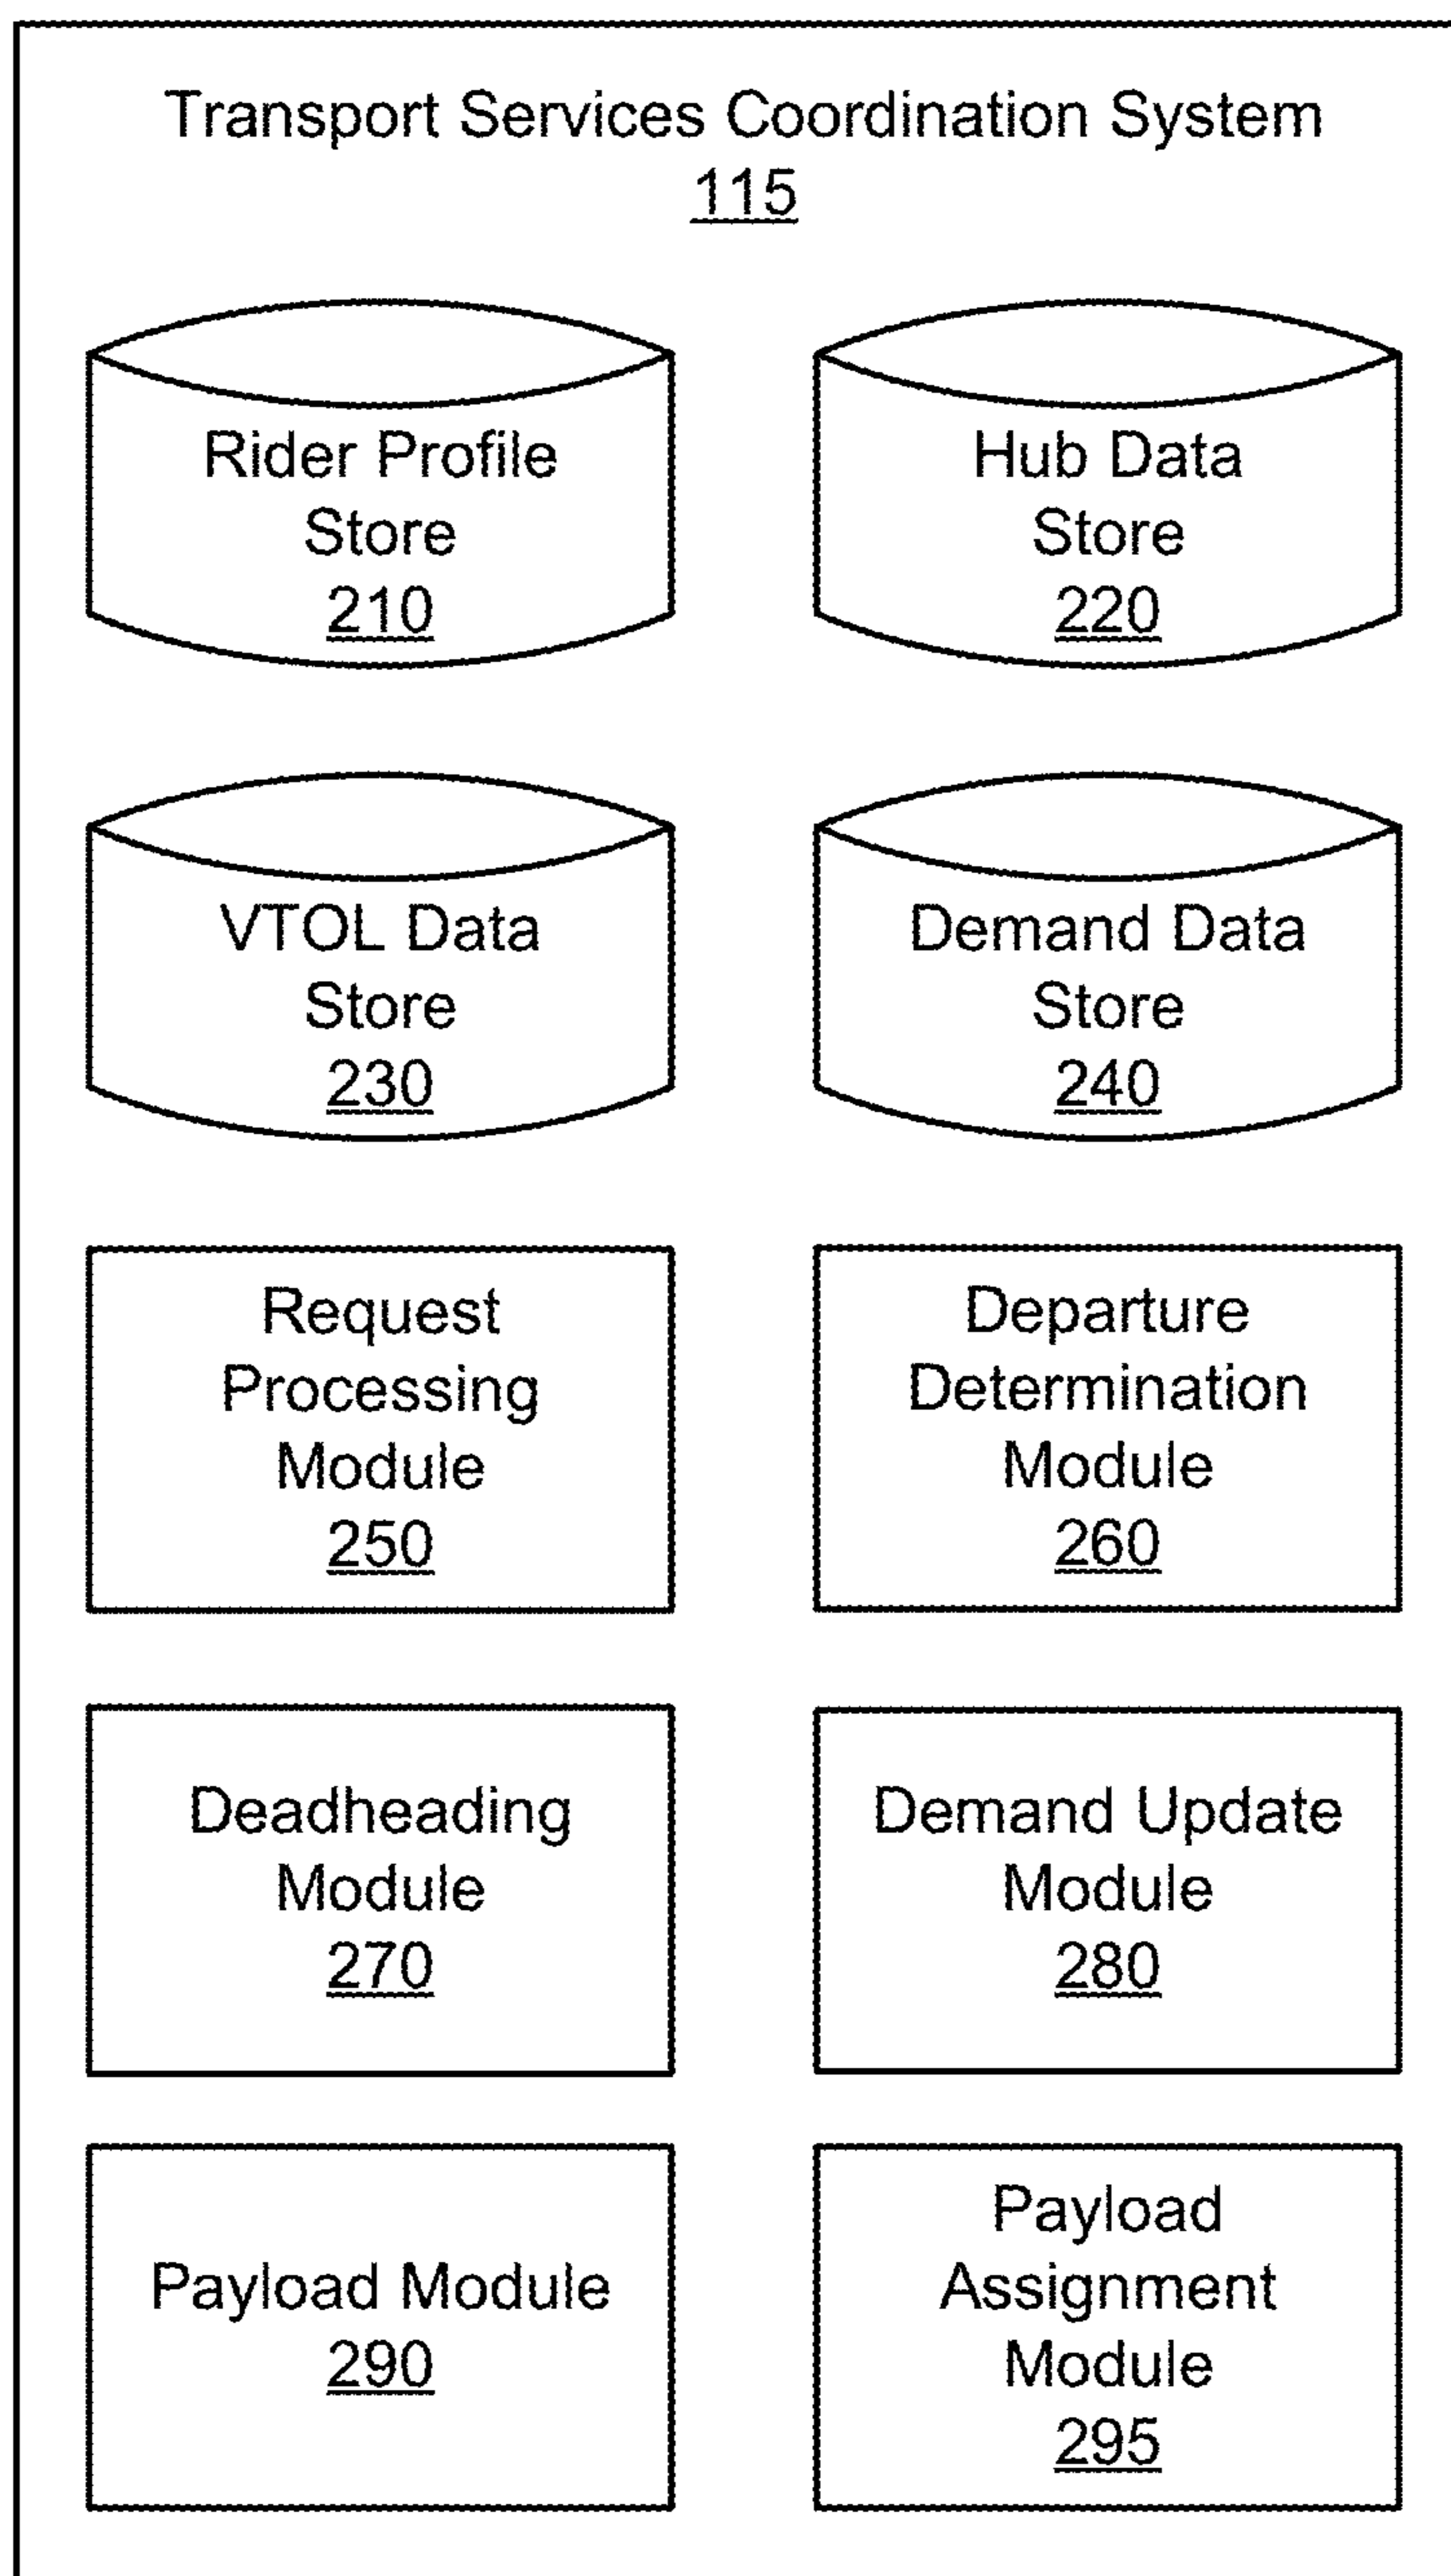 Transport Services Coordination System
115
Rider Profile
Store
210
Hub Data
Store
220
VTOL Data
Store
230
Demand Data
Store
240
Request
Processing
Module
250
Departure
Determination
Module
260
Deadheading
Module
270
Demand Update
Module
280
Payload Module
290
Payload
Assignment
Module
295